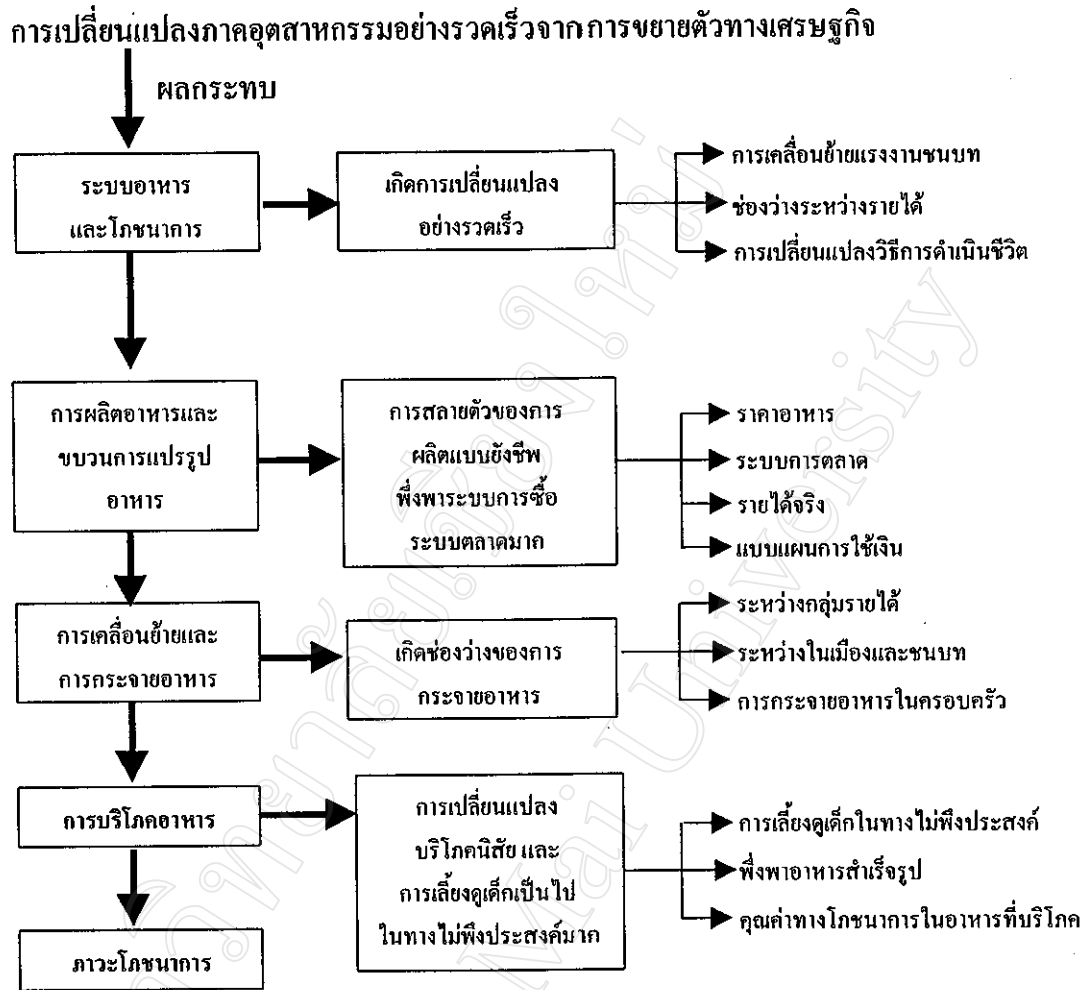 การเปลี่ยนแปลงภาคอุตสาหกรรมอย่างรวดเร็วจากการขยายตัวทางเศรษฐกิจ
ผลกระทบ
ระบบอาหาร
และโภชนาการ
เกิดการเปลี่ยนแปลง
อย่างรวดเร็ว
การเคลื่อนย้ายแรงงานชนบท
ช่องว่างระหว่างรายได้
การเปลี่ยนแปลงวิธีการดำเนินชีวิต
การผลิตอาหารและ
ขบวนการแปรรูป
อาหาร
การสลายตัวของการ
ผลิตแบบยังชีพ
พึ่งพาระบบการซื้อ
ระบบตลาดมาก
ราคาอาหาร
ระบบการตลาด
รายได้จริง
แบบแผนการใช้เงิน
การเคลื่อนย้ายและ
การกระจายอาหาร
เกิดช่องว่างของการ
กระจายอาหาร
ระหว่างกลุ่มรายได้
ระหว่างในเมืองและชนบท
การกระจายอาหารในครอบครัว
การบริโภคอาหาร
การเปลี่ยนแปลง
บริโภคนิสัย และ
การเลี้ยงดูเด็กเป็นไป
ในทางไม่พึงประสงค์มาก
การเลี้ยงดูเด็กในทางไม่พึงประสงค์
พึ่งพาอาหารสำเร็จรูป
คุณค่าทางโภชนาการในอาหารที่บริโภค
ภาวะโภชนาการ
วิทยาลัยเชียงใหม่
Mai University